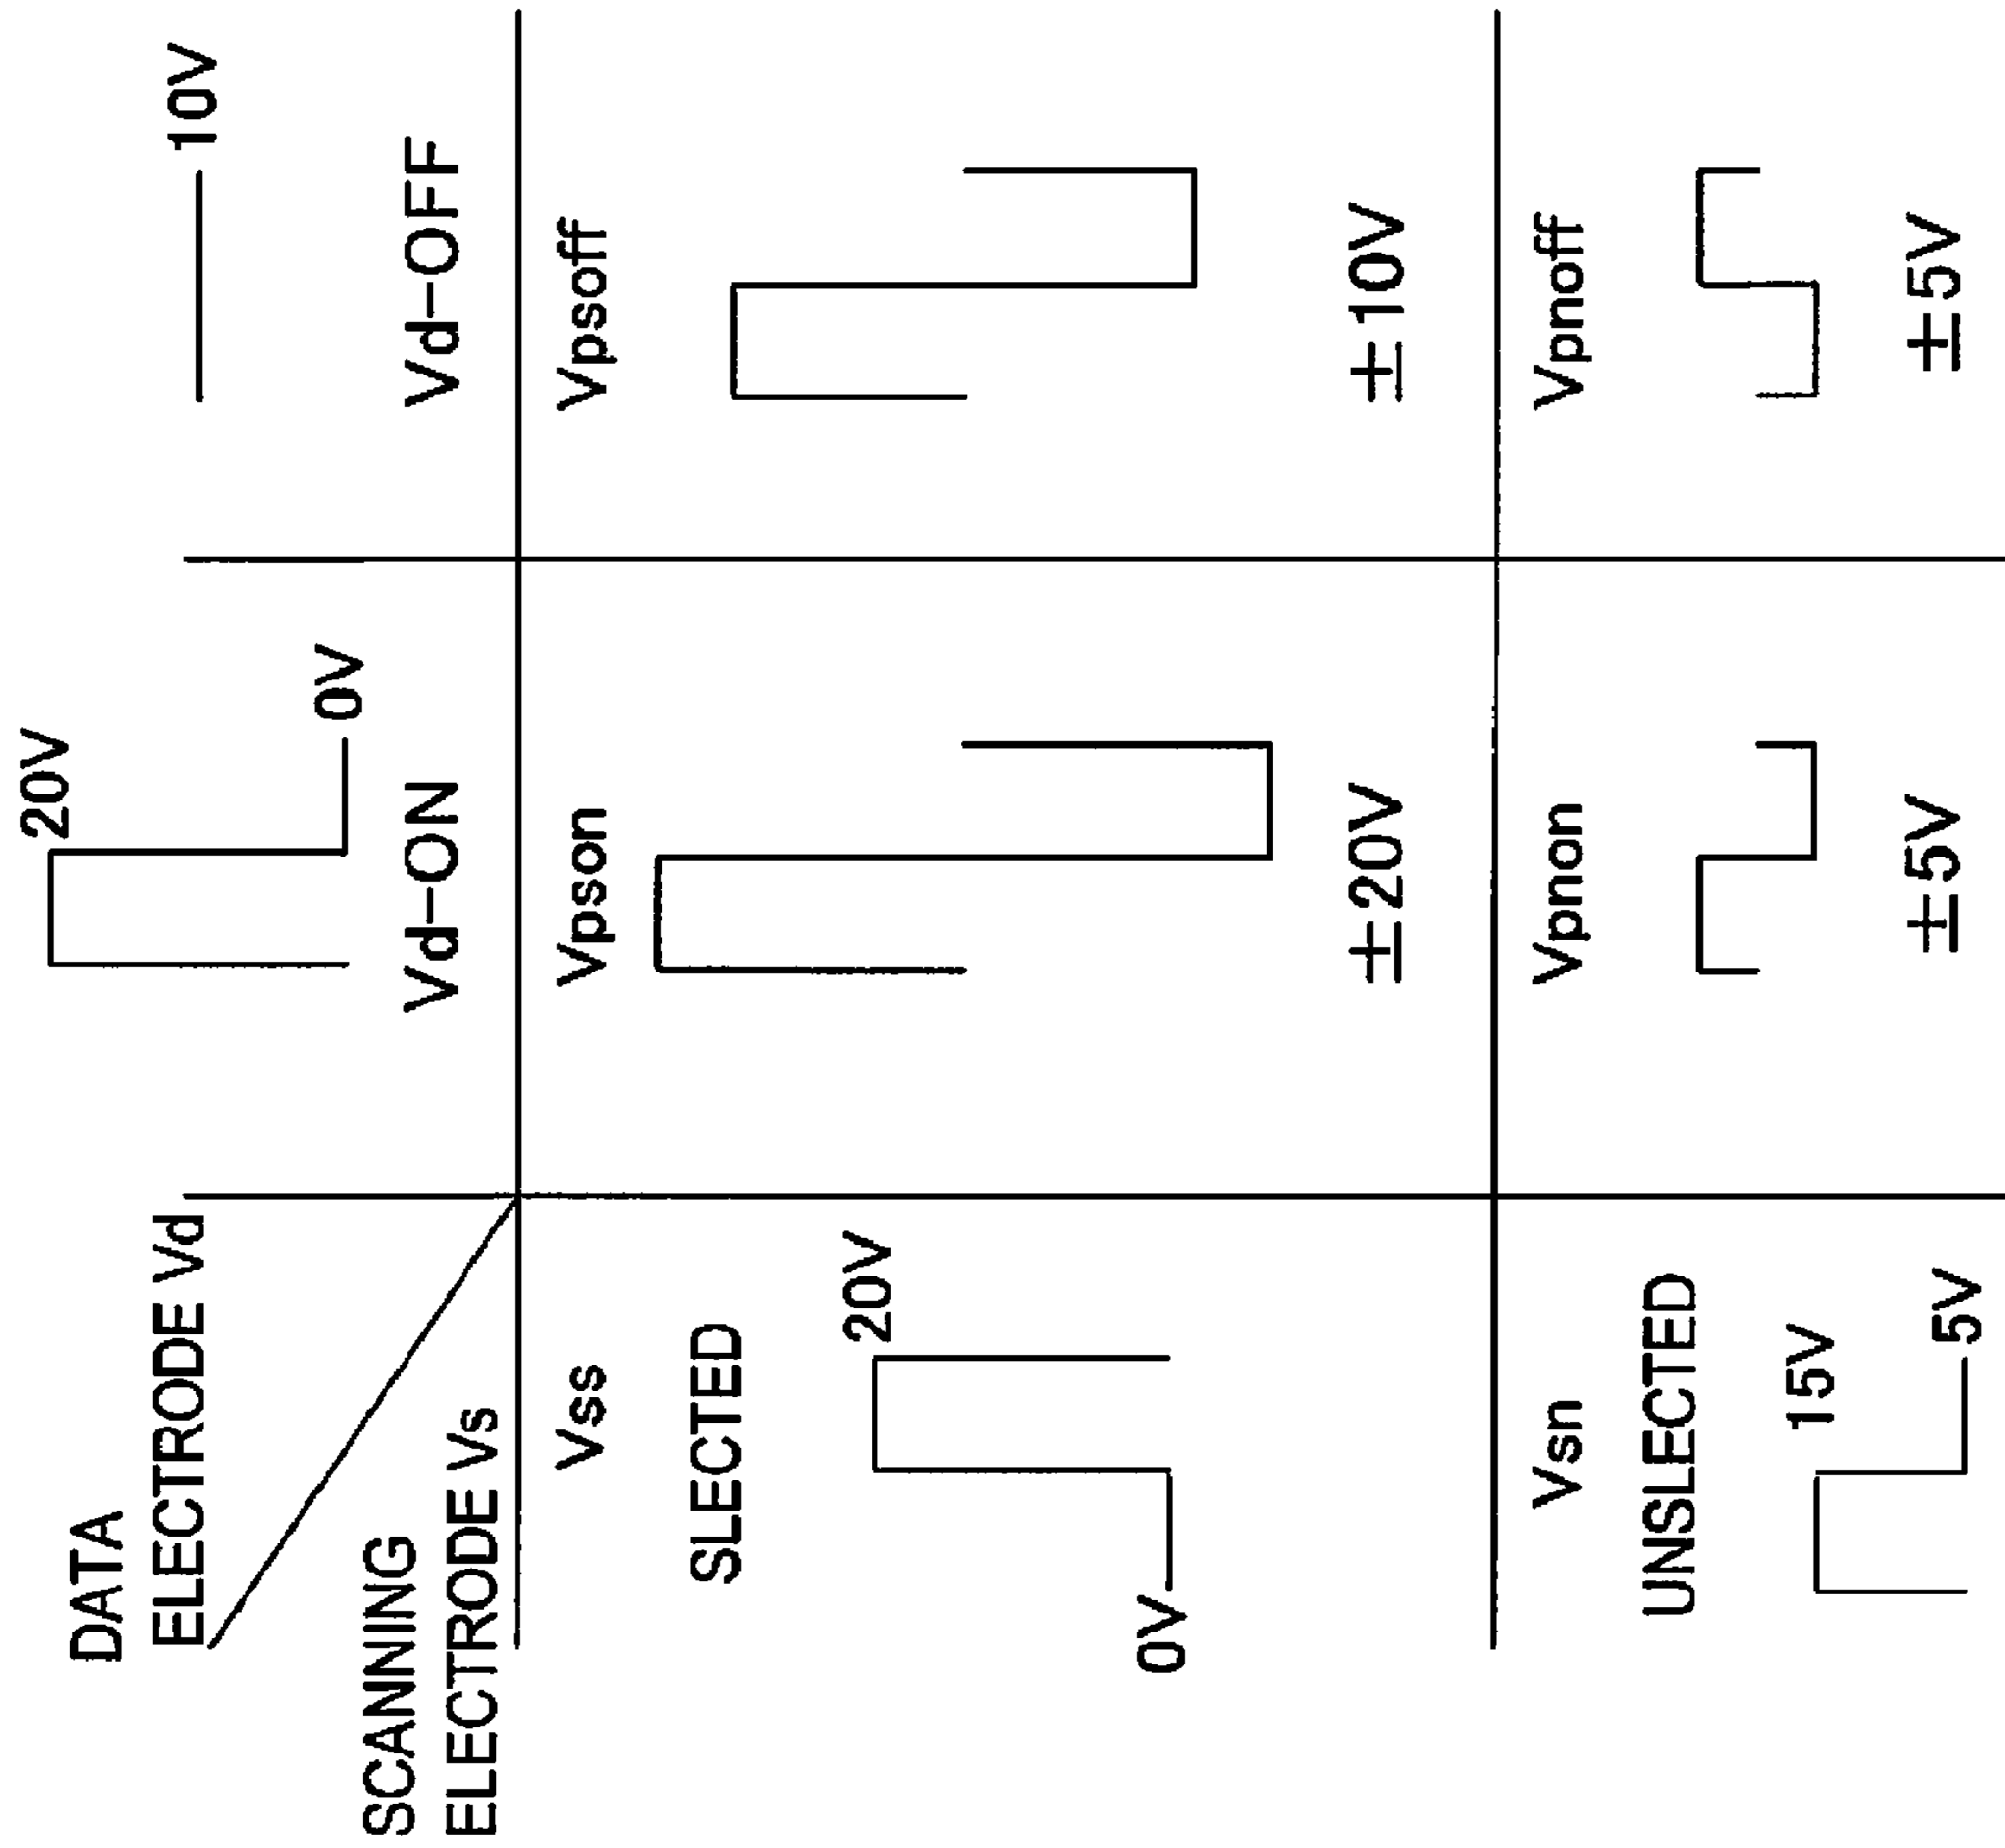 DATA
ELECTRODE Vd
SCANNING
ELECTRODE Vs
20V
0V
Vd-ON
10V
Vd-OFF
Vss
SLECTED
20V
0V
Vpson
±20V
Vpsoff
±10V
Vsn
UNSLECTED
15V
5V
Vpnon
±5V
Vpnoff
±5V